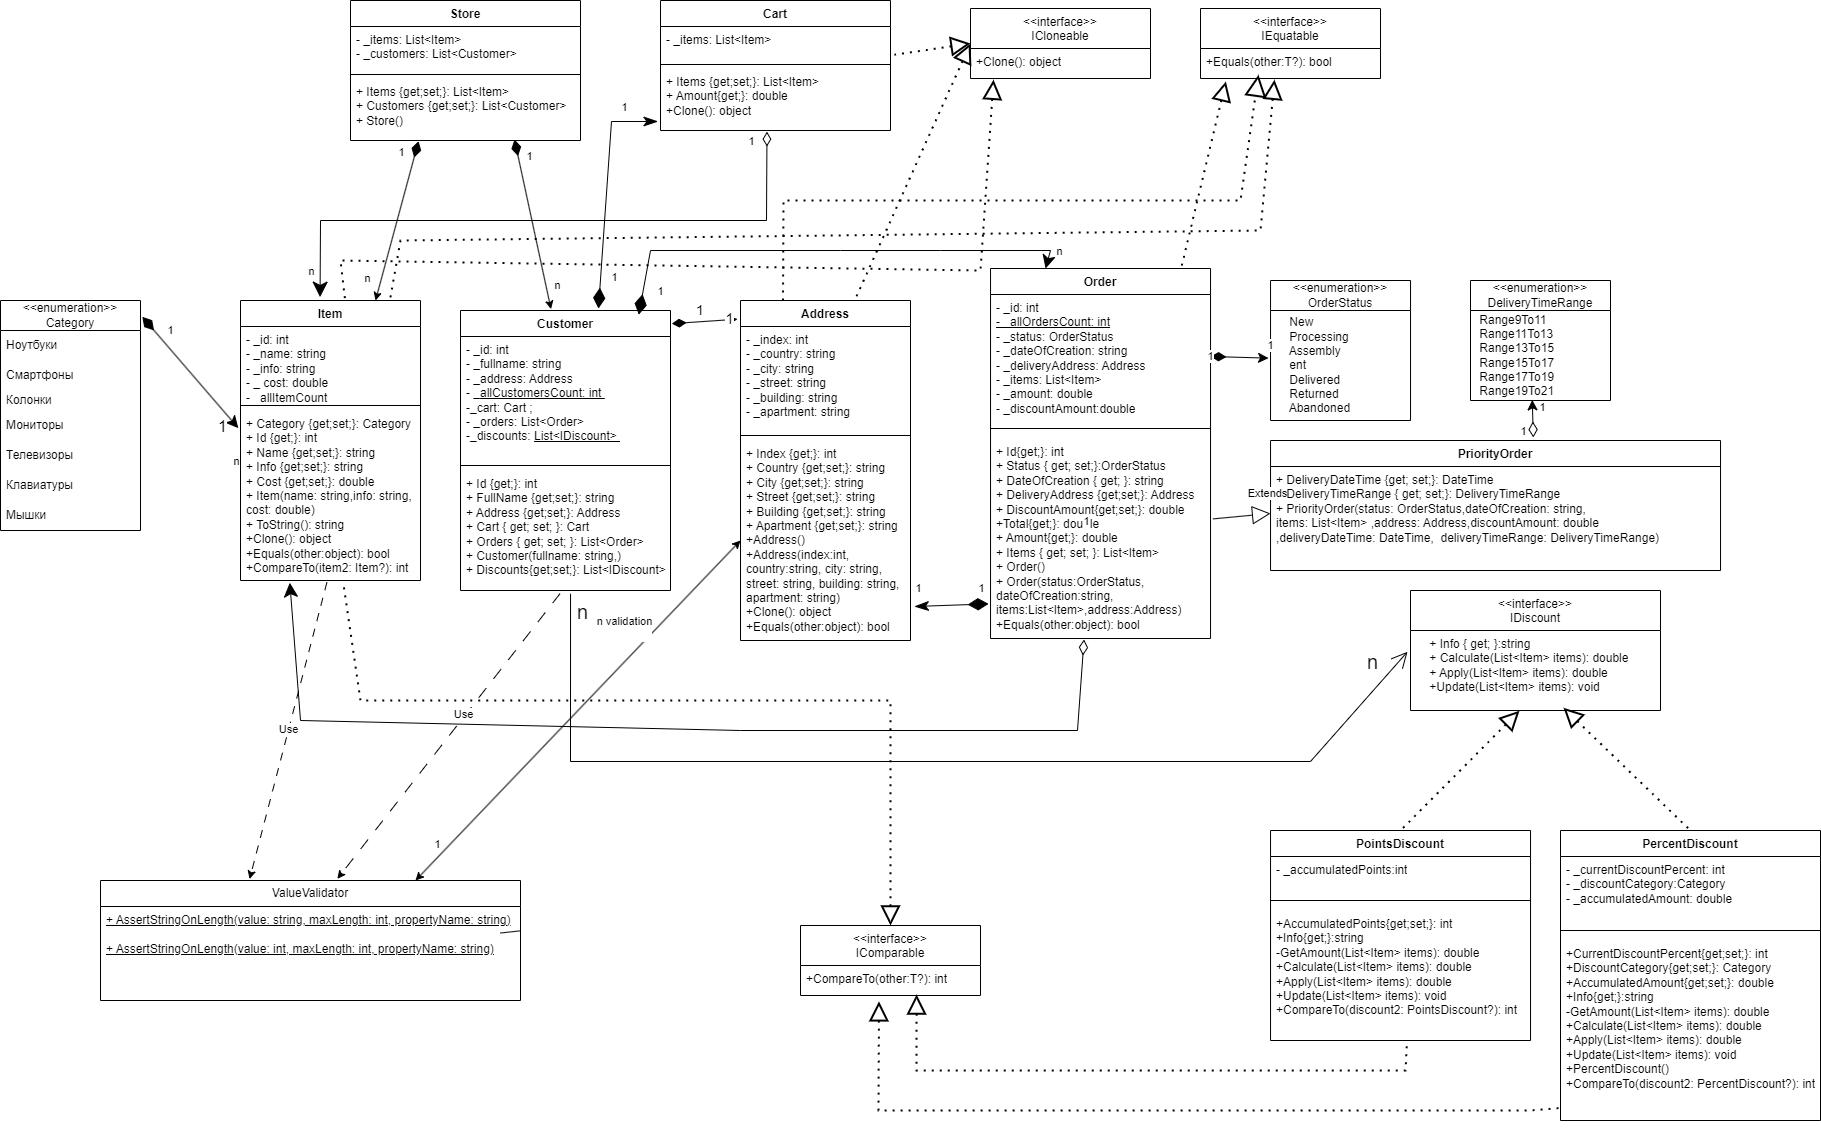 Store
- _items: List<Item>
- _customers: List<Customer>
+ Items {get;set;}: List<Item>
+ Customers {get;set;}: List<Customer>
+ Store()
Cart
- _items: List<Item>
+ Items {get;set;}: List<Item>
+ Amount{get;}: double
+Clone(): object
<<interface>>
ICloneable
+Clone(): object
<<interface>>
IEquatable
+Equals(other:T?): bool
1
1
1
1
n
n
n
n
1
1
1
1
<<enumeration>>
Category
Ноутбуки
Смартфоны
Колонки
Мониторы
Телевизоры
Клавиатуры
Мышки
1
1
n
Item
- _id: int
- _name: string
- _info: string
- _ cost: double
- _allItemCount
+ Category {get;set;}: Category
+ Id {get;}: int
+ Name {get;set;}: string
+ Info {get;set;}: string
+ Cost {get;set;}: double
+ Item(name: string,info: string,
cost: double)
+ ToString(): string
+Clone(): object
+Equals(other:object): bool
+CompareTo(item2: Item?): int
Customer
- _id: int
- _fullname: string
- _address: Address
- _allCustomersCount: int
-_cart: Cart ;
- _orders: List<Order>
-_discounts: List<IDiscount>
+ Id {get;}: int
+ FullName {get;set;}: string
+ Address {get;set;}: Address
+ Cart { get; set; }: Cart
+ Orders { get; set; }: List<Order>
+ Customer(fullname: string,)
+ Discounts{get;set;}: List<IDiscount>
1
Address
- _index: int
- _country: string
- _city: string
- _street: string
- _building: string
- _apartment: string
+ Index {get;}: int
+ Country {get;set;}: string
+ City {get;set;}: string
+ Street {get;set;}: string
+ Building {get;set;}: string
+ Apartment {get;set;}: string
+Address()
+Address(index:int,
country:string, city: string,
street: string, building: string,
apartment: string)
+Clone(): object
+Equals(other:object): bool
Order
- _id: int
- _allOrdersCount: int
- _status: OrderStatus
- _dateOfCreation: string
- _deliveryAddress: Address
- _items: List<Item>
- _amount: double
- _discountAmount:double
+ Id{get;}: int
+ Status { get; set;}:OrderStatus
+ DateOfCreation { get; }: string
+ DeliveryAddress {get;set;}: Address
+ DiscountAmount{get;set;}: double
+Total{get;}: double
1
+ Amount{get;}: double
+ Items { get; set; }: List<Item>
+ Order()
+ Order(status:OrderStatus,
dateOfCreation:string,
items:List<Item>,address:Address)
+Equals(other:object): bool
1
1
<<enumeration>>
OrderStatus
New
Processing
Assembly
ent
Delivered
Returned
Abandoned
<<enumeration>>
DeliveryTimeRange
Range9To11
Range11To13
Range13To15
Range15To17
Range17To19
Range19To21
1
1
PriorityOrder
+ DeliveryDateTime {get; set;}: DateTime
Extends
DeliveryTimeRange { get; set;}: DeliveryTimeRange
+ PriorityOrder(status: OrderStatus,dateOfCreation: string,
items: List<Item> ,address: Address,discountAmount: double
,deliveryDateTime: DateTime, deliveryTimeRange: DeliveryTimeRange)
1
1
n
n validation
<<interface>>
IDiscount
+ Info { get; }:string
+ Calculate(List<Item> items): double
+ Apply(List<Item> items): double
+Update(List<Item> items): void
n
Use
Use
1
ValueValidator
+ AssertStringOnLength(value: string, maxLength: int, propertyName: string)
+ AssertStringOnLength(value: int, maxLength: int, propertyName: string)
<<interface>>
IComparable
+CompareTo(other:T?): int
PointsDiscount
- _accumulatedPoints:int
+AccumulatedPoints{get;set;}: int
+Info{get;}:string
-GetAmount(List<Item> items): double
+Calculate(List<Item> items): double
+Apply(List<Item> items): double
+Update(List<Item> items): void
+CompareTo(discount2: PointsDiscount?): int
PercentDiscount
- _currentDiscountPercent: int
- _discountCategory:Category
- _accumulatedAmount: double
+CurrentDiscountPercent{get;set;}: int
+DiscountCategory{get;set;}: Category
+AccumulatedAmount{get;set;}: double
+Info{get;}:string
-GetAmount(List<Item> items): double
+Calculate(List<Item> items): double
+Apply(List<Item> items): double
+Update(List<Item> items): void
+PercentDiscount()
+CompareTo(discount2: PercentDiscount?): int